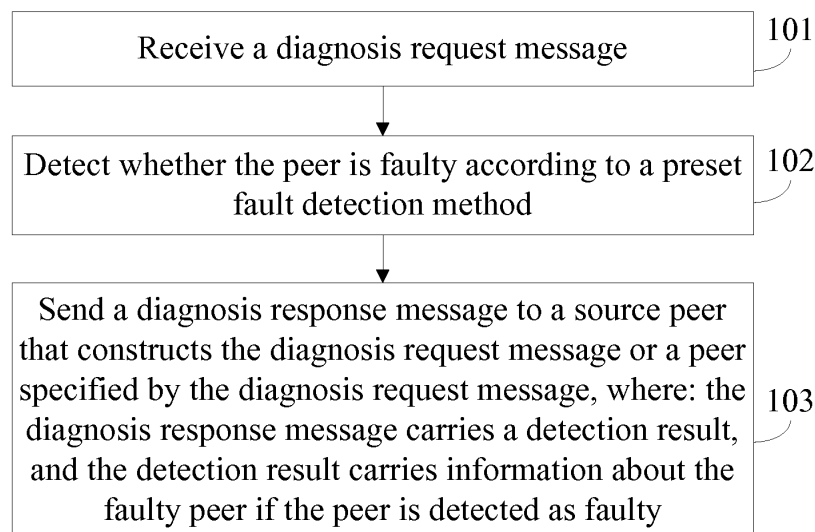 Receive a diagnosis request message
101
Detect whether the peer is faulty according to a preset
fault detection method
102
Send a diagnosis response message to a source peer
that constructs the diagnosis request message or a peer
specified by the diagnosis request message, where: the
diagnosis response message carries a detection result,
and the detection result carries information about the
faulty peer if the peer is detected as faulty
103